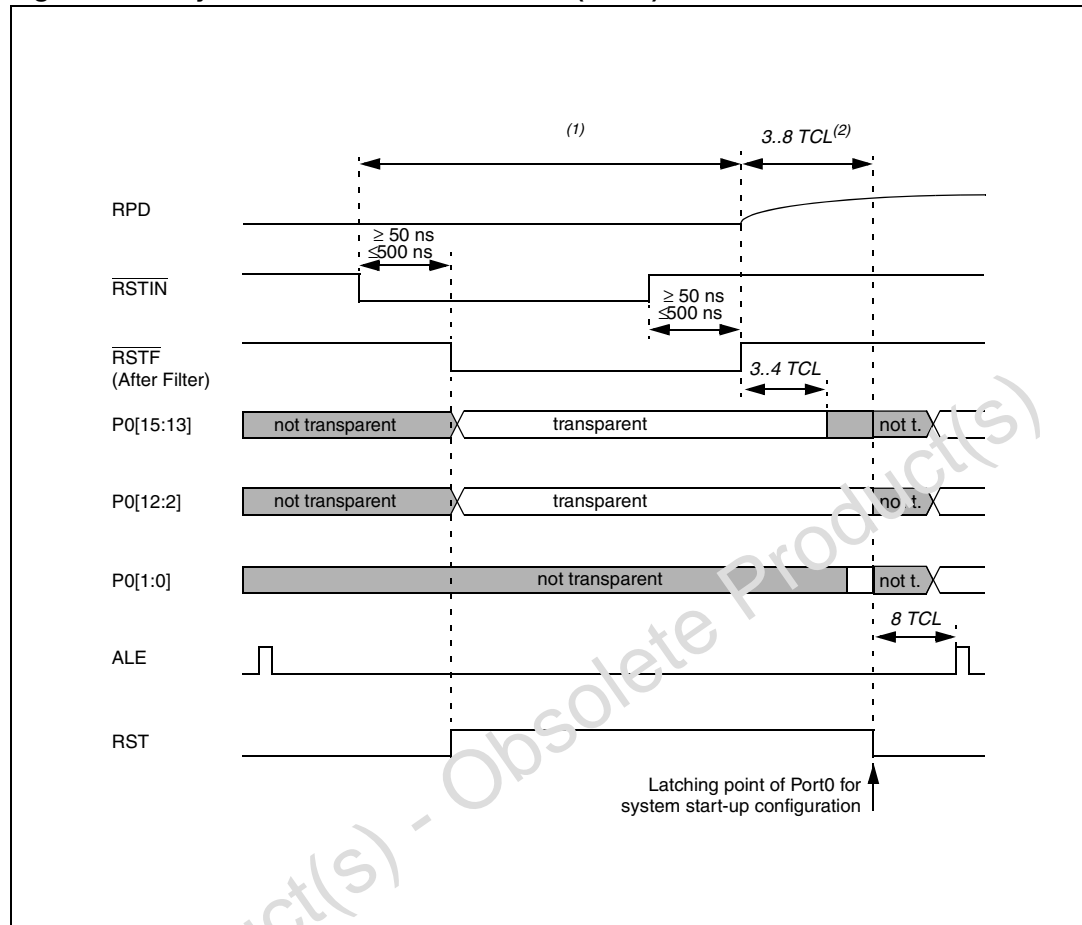 (1)
3..8 TCL(2)
RPD
≥ 50 ns
≤500 ns
RSTIN
≥ 50 ns
≤500 ns
RSTF
(After Filter)
3..4 TCL
P0[15:13]
not transparent
transparent
not t.
P0[12:2]
not transparent
transparent
not t.
P0[1:0]
not transparent
not t.
8 TCL
ALE
RST
Latching point of Port0 for
system start-up configuration
uct(s) - Obsolete Product(s)